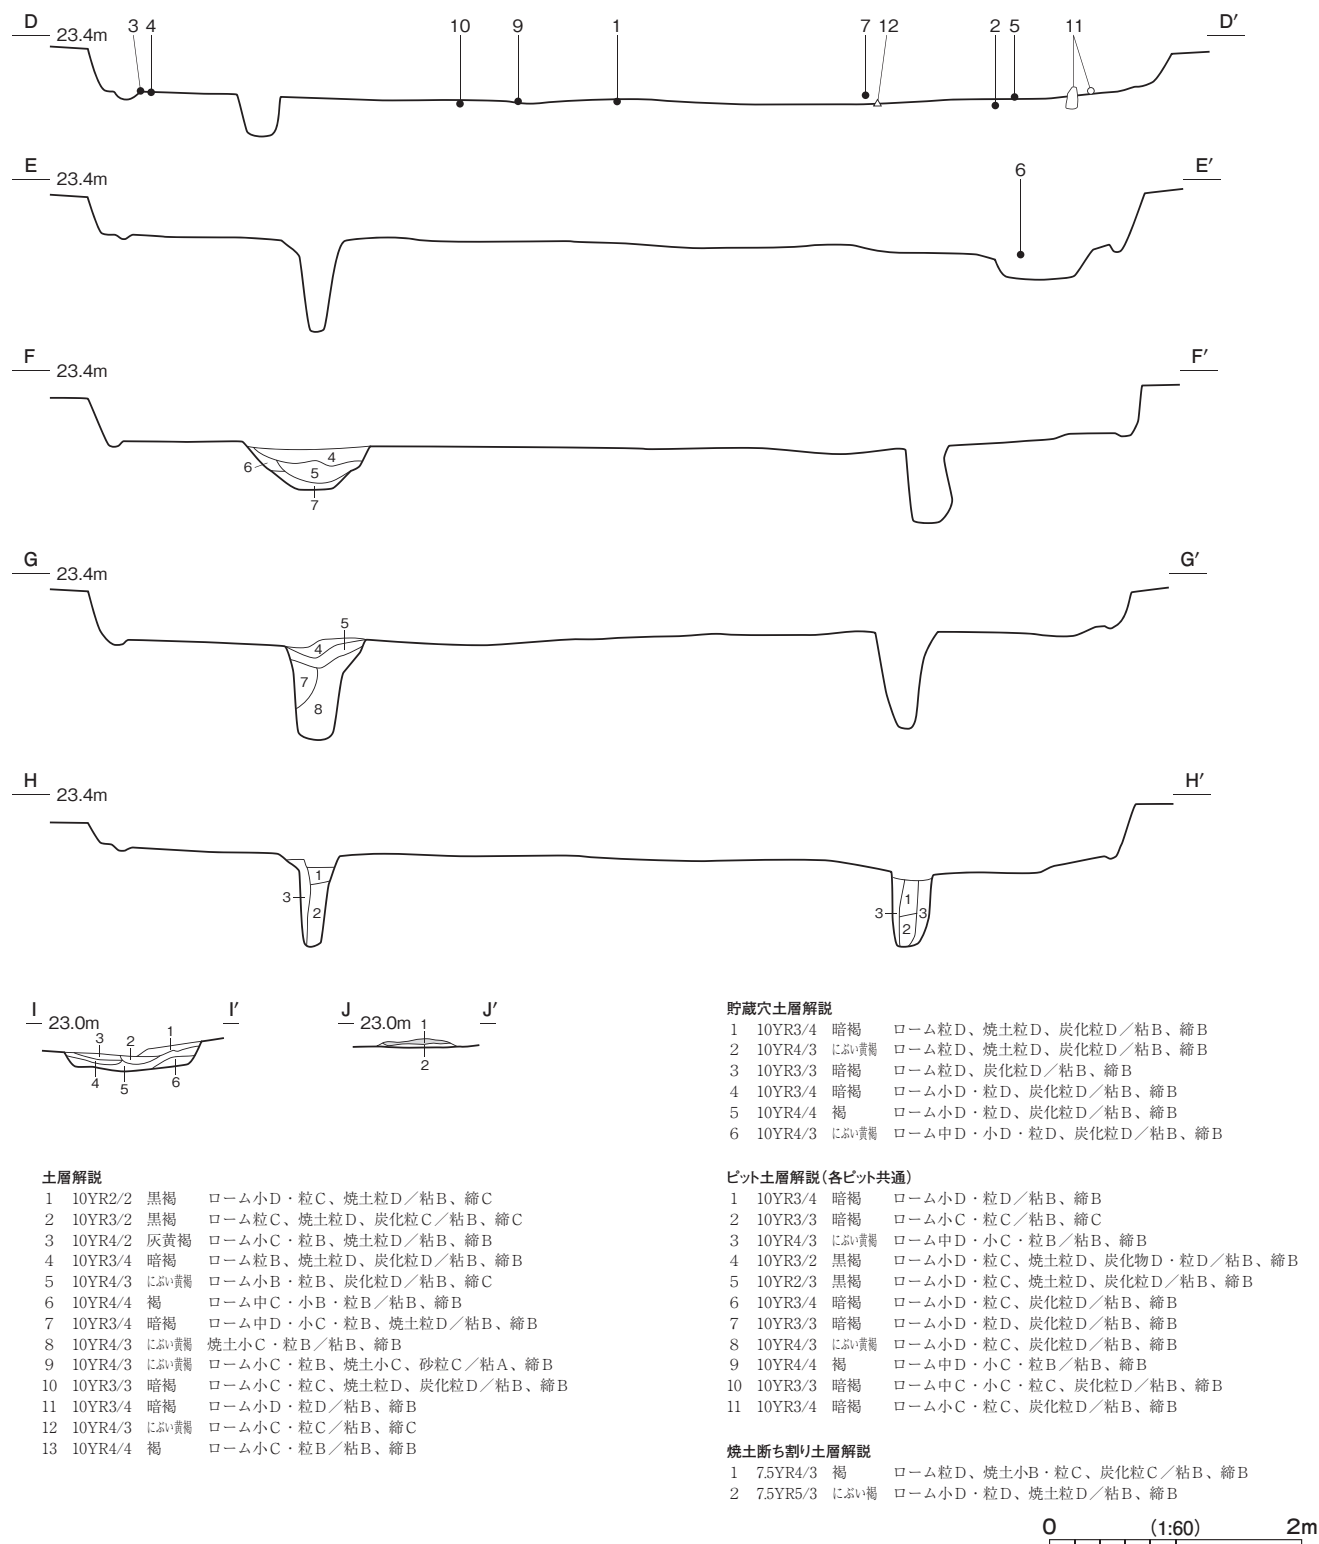 D 23.4m 3 4 10 9 1 7 12 2 5 11 D′
E 23.4m 6 E′
F 23.4m F′
4
6 5
7
G 23.4m G′
5
4
7
8
H 23.4m H′
1
3 2
1
3 3
2
I 23.0m I′
3 2 1
4 5 6
J 23.0m 1 J′
2
貯蔵穴土層解説
1 10YR3/4 暗褐 ローム粒D、焼土粒D、炭化粒D／粘B、締B
2 10YR4/3 にぶい黄褐 ローム粒D、焼土粒D、炭化粒D／粘B、締B
3 10YR3/3 暗褐 ローム粒D、炭化粒D／粘B、締B
4 10YR3/4 暗褐 ローム小D・粒D、炭化粒D／粘B、締B
5 10YR4/4 褐 ローム小D・粒D、炭化粒D／粘B、締B
6 10YR4/3 にぶい黄褐 ローム中D・小D・粒D、炭化粒D／粘B、締B
土層解説
1 10YR2/2 黒褐 ローム小D・粒C、焼土粒D／粘B、締C
2 10YR3/2 黒褐 ローム粒C、焼土粒D、炭化粒C／粘B、締C
3 10YR4/2 灰黄褐 ローム小C・粒B、焼土粒D／粘B、締B
4 10YR3/4 暗褐 ローム粒B、焼土粒D、炭化粒D／粘B、締B
5 10YR4/3 にぶい黄褐 ローム小B・粒B、炭化粒D／粘B、締C
6 10YR4/4 褐 ローム中C・小B・粒B／粘B、締B
7 10YR3/4 暗褐 ローム中D・小C・粒B、焼土粒D／粘B、締B
8 10YR4/3 にぶい黄褐 焼土小C・粒B／粘B、締B
9 10YR4/3 にぶい黄褐 ローム小C・粒B、焼土小C、砂粒C／粘A、締B
10 10YR3/3 暗褐 ローム小C・粒C、焼土粒D、炭化粒D／粘B、締B
11 10YR3/4 暗褐 ローム小D・粒D／粘B、締B
12 10YR4/3 にぶい黄褐 ローム小C・粒C／粘B、締C
13 10YR4/4 褐 ローム小C・粒B／粘B、締B
ピット土層解説（各ピット共通）
1 10YR3/4 暗褐 ローム小D・粒D／粘B、締B
2 10YR3/3 暗褐 ローム小C・粒C／粘B、締C
3 10YR4/3 にぶい黄褐 ローム中D・小C・粒B／粘B、締B
4 10YR3/2 黒褐 ローム小D・粒C、焼土粒D、炭化物D・粒D／粘B、締B
5 10YR2/3 黒褐 ローム小D・粒C、焼土粒D、炭化粒D／粘B、締B
6 10YR3/4 暗褐 ローム小D・粒C、炭化粒D／粘B、締B
7 10YR3/3 暗褐 ローム小D・粒D、炭化粒D／粘B、締B
8 10YR4/3 にぶい黄褐 ローム小D・粒C、炭化粒D／粘B、締B
9 10YR4/4 褐 ローム中D・小C・粒B／粘B、締B
10 10YR3/3 暗褐 ローム中C・小C・粒C、炭化粒D／粘B、締B
11 10YR3/4 暗褐 ローム小C・粒C、炭化粒D／粘B、締B
焼土断ち割り土層解説
1 7.5YR4/3 褐 ローム粒D、焼土小B・粒C、炭化粒C／粘B、締B
2 7.5YR5/3 にぶい褐 ローム小D・粒D、焼土粒D／粘B、締B
0 (1:60) 2m